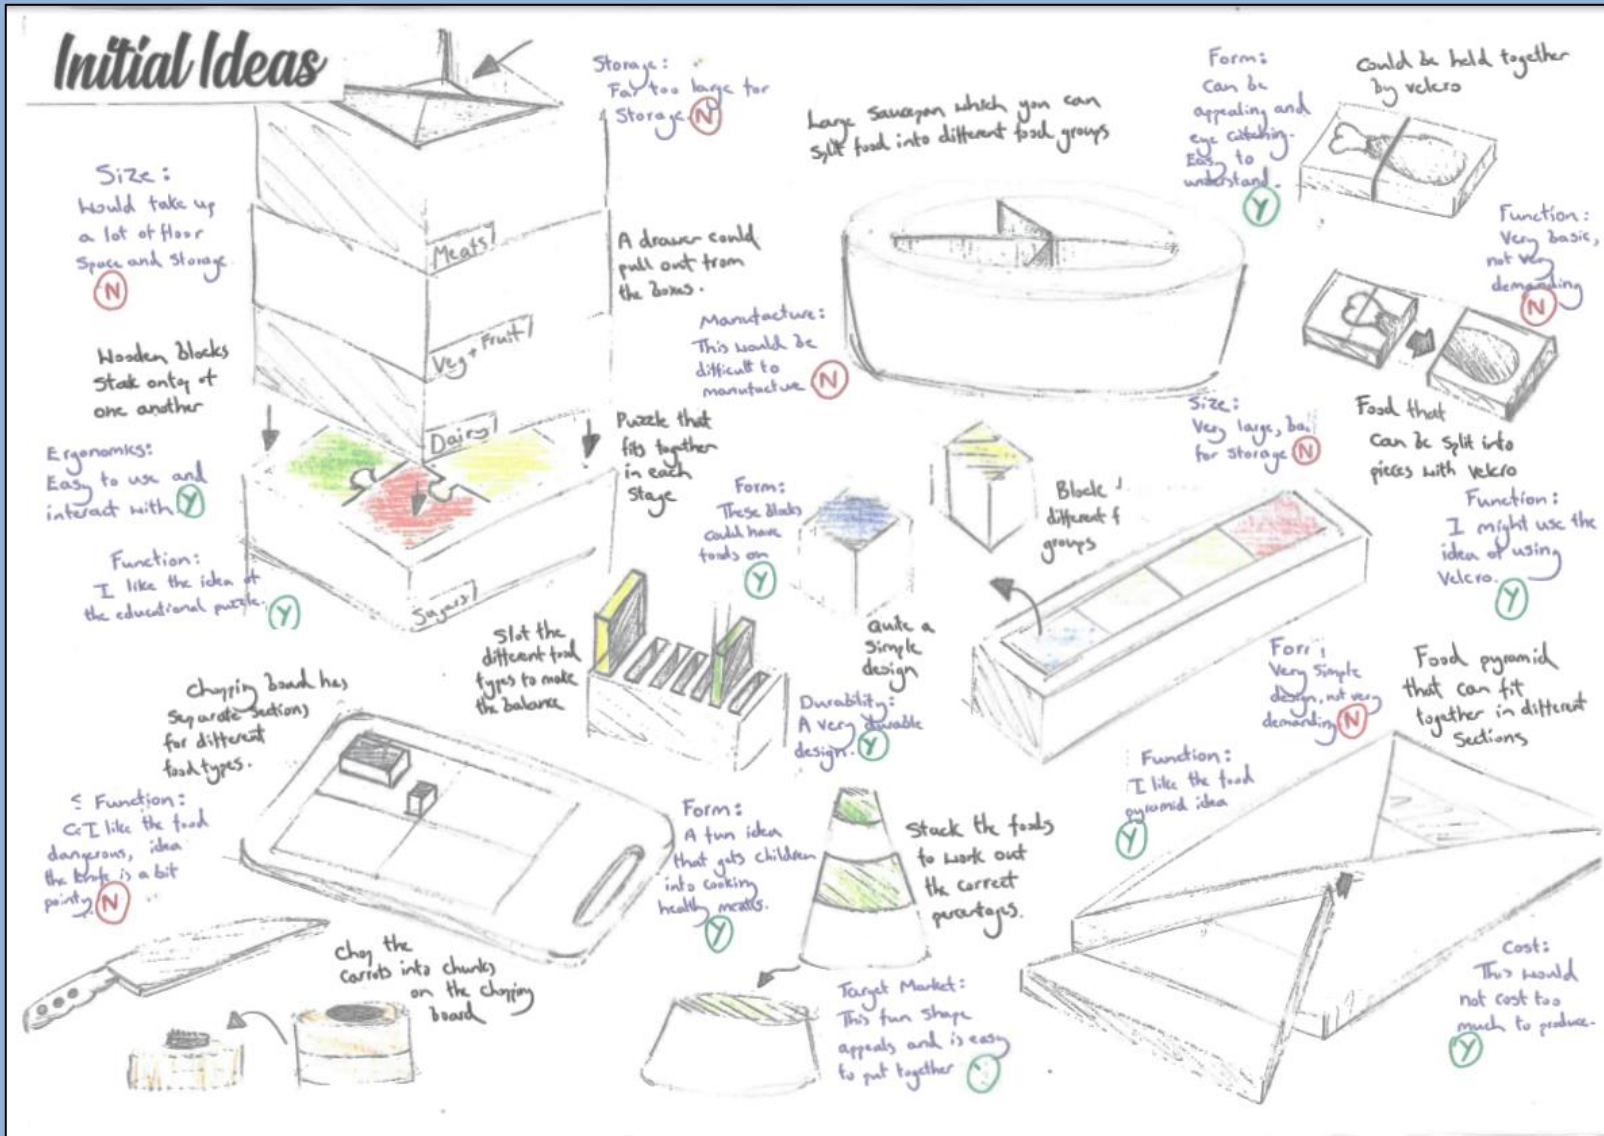 Initial Ideas
Storage:
Far too large for
Storage. N
Size:
Would take up
a lot of floor
Space and Storage.
N
Meats
Veg + Fruit
Dairy
Sugars
A drawer could
pull out from
the boxes.
Wooden blocks
Stak ontop of
one another
Ergonomics:
Easy to use and
interact with Y
Function:
I like the idea of
the educational puzzle. Y
Puzzle that
fits together
in each
Stage
Large Saucepan which you can
split food into different food groups
Manufacture:
This would be
difficult to
manufacture N
Size:
Very large,
for storage N
Form:
Can be
appealing and
eye catching.
Easy to
understand.
Y
Could be held together
by velcro
Function:
Very basic,
not very
demanding
N
Food that
Can be split into
pieces with velcro
Function:
I might use the
idea of using
Velcro.
Y
Form:
These blocks
could have
foods on
Y
Block
different f
groups
Quite a
Simple
design
Very simple
design, not very
demanding N
Slot the
different food
types to make
the balance
Durability:
A very durable
design. Y
Chopping board has
Separate sections
for different
food types.
Function:
I like the food
dangerous, idea
the knife is a bit
pointy. N
Chop the
Carrots into chunks
on the chopping
board
Form:
A fun idea
that gets children
into cooking
healthy meals.
Y
Stack the foods
to work out
the correct
percentages.
Target Market:
This fun shape
appeals and is easy
to put together Y
Function:
I like the food
pyramid idea
Y
Food pyramid
that can fit
together in different
Sections
Cost:
This would
not cost too
much to produce.
Y